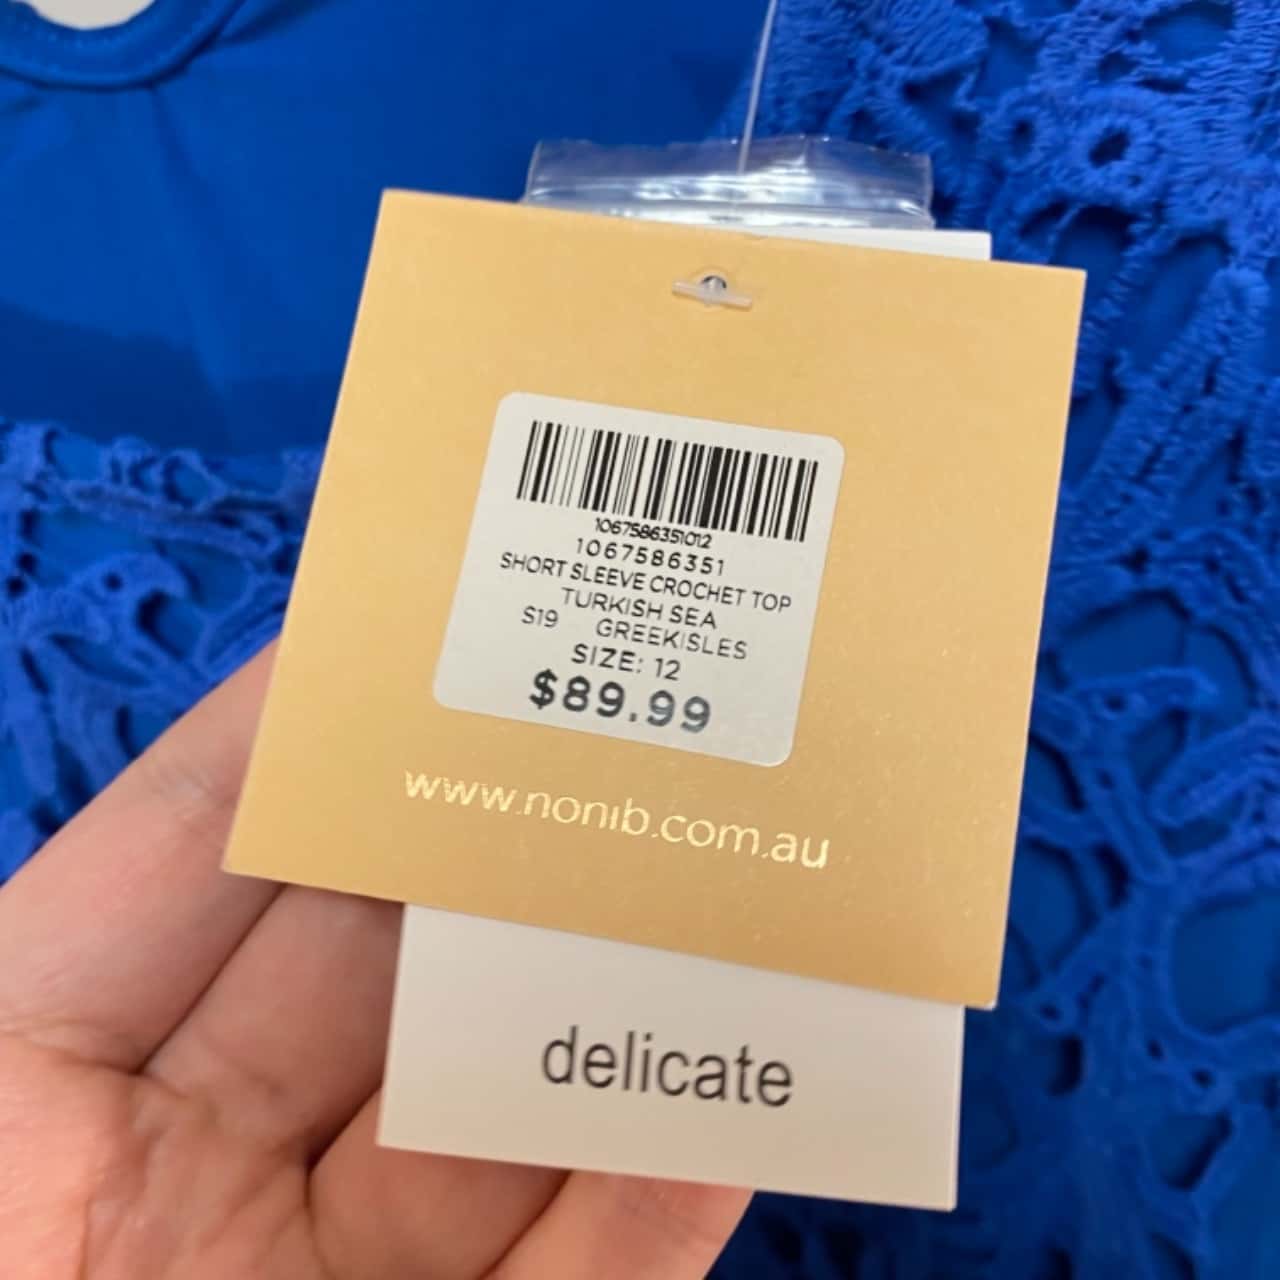 1067586351012
1067586351
SHORT SLEEVE CROCHET TOP
TURKISH SEA
S19 GREEKISLES
SIZE: 12
$89.99
www.nonib.com.au
delicate